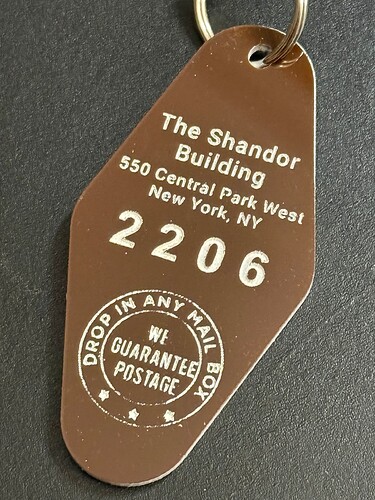 The Shandor
Building
550 Central Park West
New York, NY
2206
DROP IN ANY MAIL BOX
WE
GUARANTEE
POSTAGE